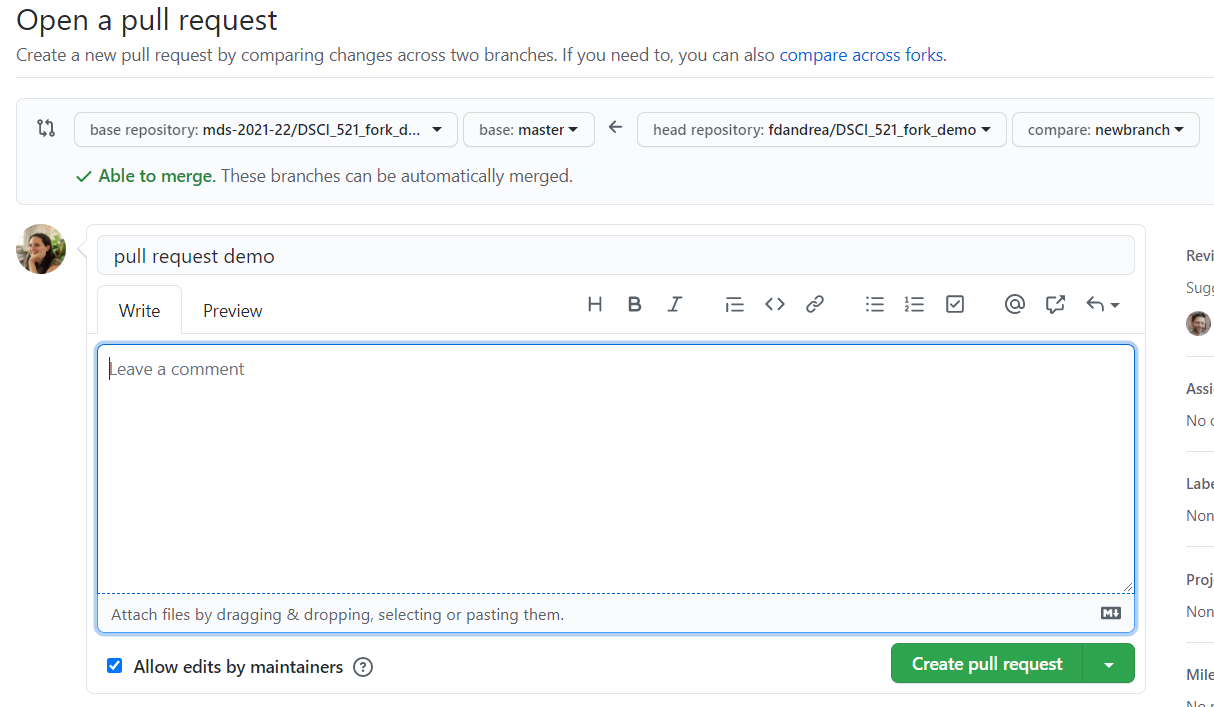 Open a pull request
Create a new pull request by comparing changes across two branches. If you need to, you can also compare across forks.
base repository: mds-2021-22/DSCI_521_fork_d... base: master head repository: fdandrea/DSCI_521_fork_demo compare: newbranch
Able to merge. These branches can be automatically merged.
pull request demo
Revi
Write Preview H B I @
Sugg
Leave a comment
Assi
No o
Labe
Non
Proj
Non
Attach files by dragging & dropping, selecting or pasting them.
Allow edits by maintainers ? Create pull request
Mile